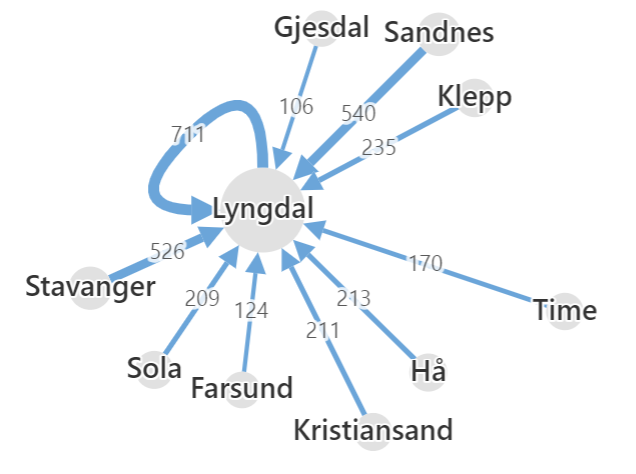 Gjesdal
Sandnes
Klepp
106
540
711
235
Lyngdal
526
170
Stavanger
209
213
124
Time
211
Sola
Hå
Farsund
Kristiansand